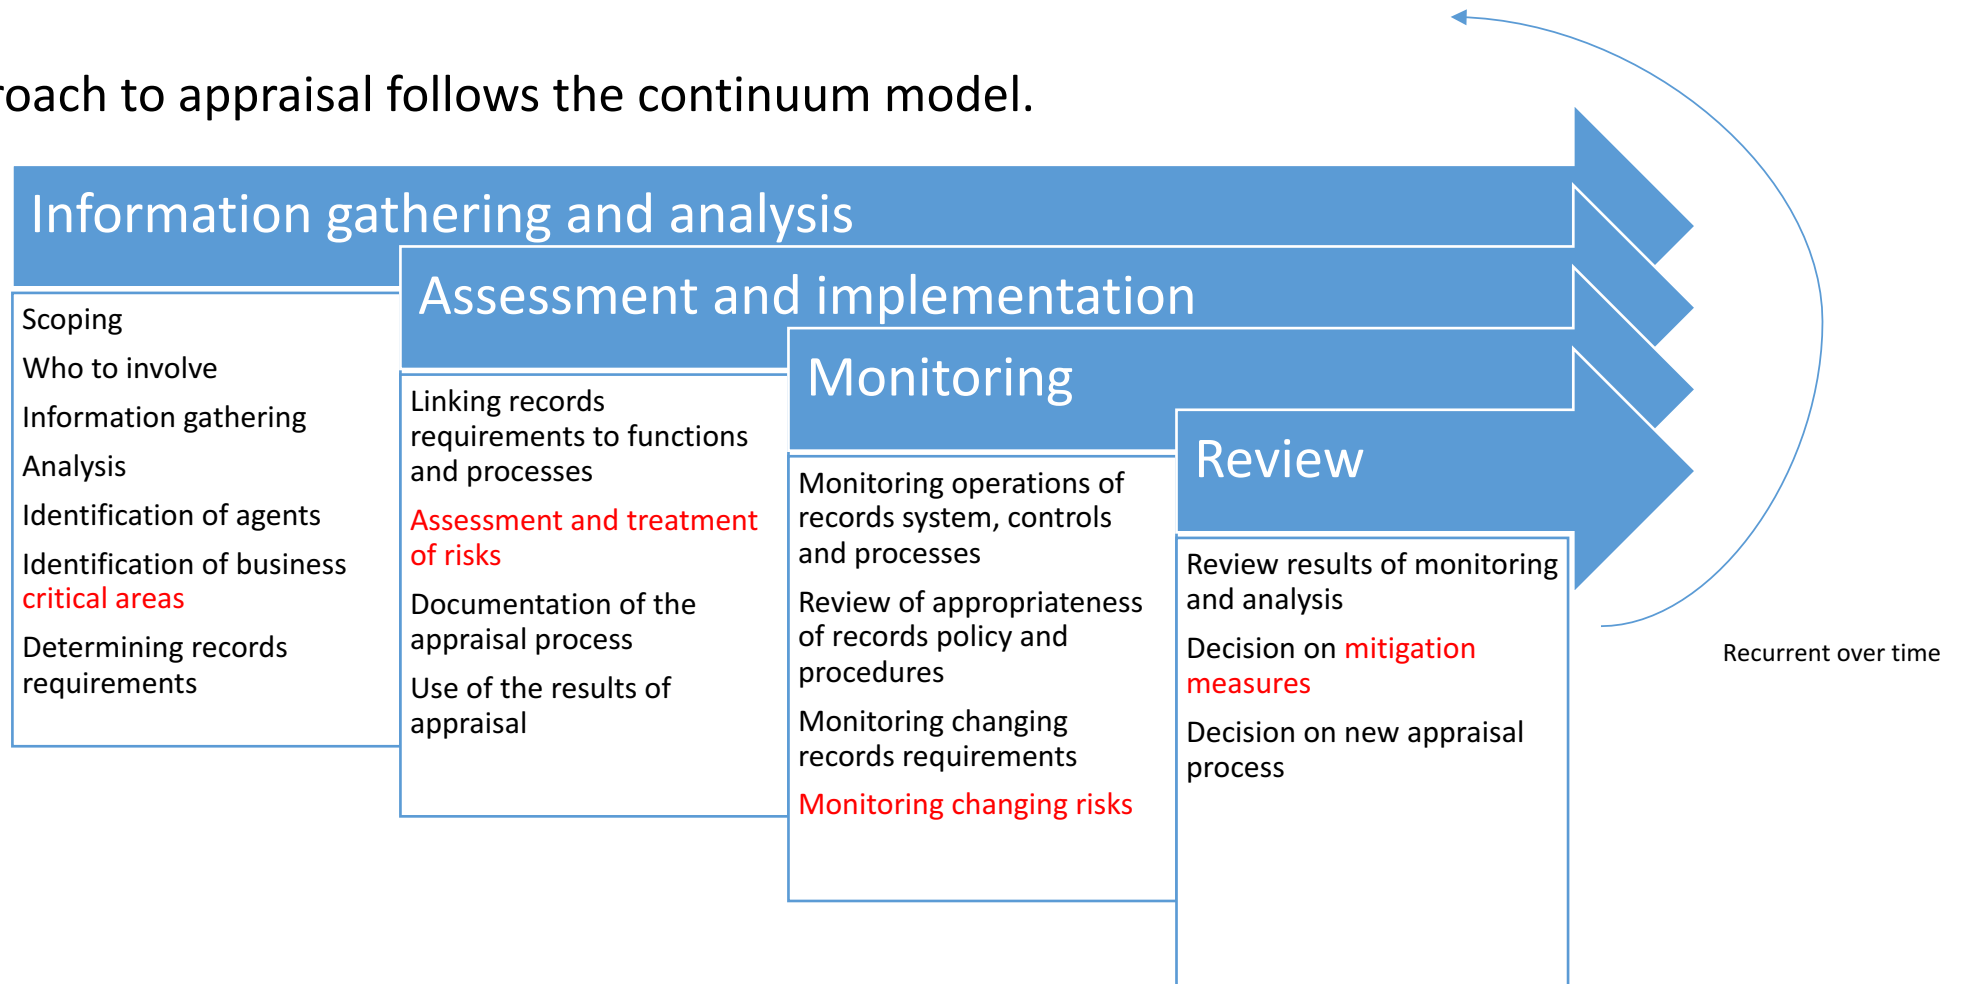 roach to appraisal follows the continuum model.
Information gathering and analysis
Scoping
Who to involve
Information gathering
Analysis
Identification of agents
Identification of business
critical areas
Determining records
requirements
Assessment and implementation
Linking records
requirements to functions
and processes
Assessment and treatment
of risks
Documentation of the
appraisal process
Use of the results of
appraisal
Monitoring
Monitoring operations of
records system, controls
and processes
Review of appropriateness
of records policy and
procedures
Monitoring changing
records requirements
Monitoring changing risks
Review
Review results of monitoring
and analysis
Decision on mitigation
measures
Decision on new appraisal
process
Recurrent over time